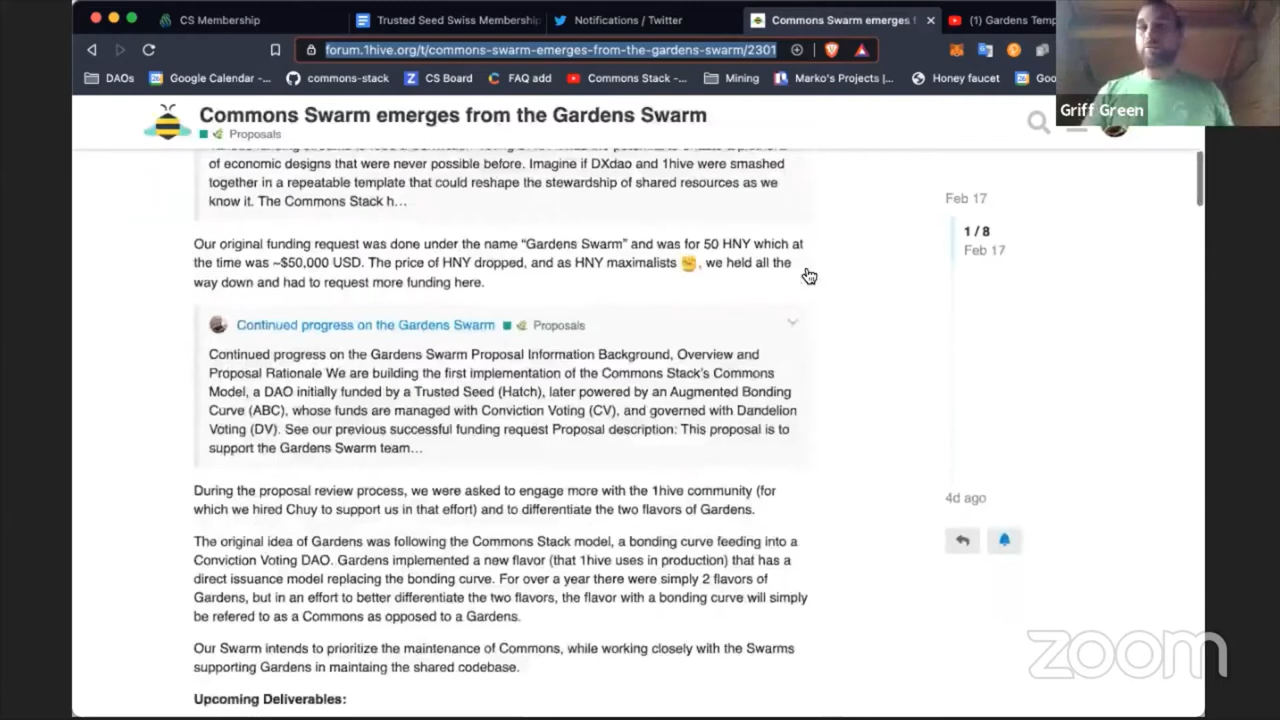 CS Membership
Trusted Seed Swiss Membership
Notifications / Twitter
Commons Swarm emerges f
(1) Gardens Temp
forum.1hive.org/t/commons-swarm-emerges-from-the-gardens-swarm/2301
DAOs
Google Calendar -...
commons-stack
CS Board
FAQ add
Commons Stack -...
Mining
Marko's Projects |...
Honey faucet
Goo
Griff Green
Commons Swarm emerges from the Gardens Swarm
Proposals
of economic designs that were never possible before. Imagine if DXdao and 1hive were smashed
together in a repeatable template that could reshape the stewardship of shared resources as we
know it. The Commons Stack h...
Feb 17
1 / 8
Feb 17
Our original funding request was done under the name “Gardens Swarm” and was for 50 HNY which at
the time was ~$50,000 USD. The price of HNY dropped, and as HNY maximalists , we held all the
way down and had to request more funding here.
Continued progress on the Gardens Swarm Proposals
Continued progress on the Gardens Swarm Proposal Information Background, Overview and
Proposal Rationale We are building the first implementation of the Commons Stack’s Commons
Model, a DAO initially funded by a Trusted Seed (Hatch), later powered by an Augmented Bonding
Curve (ABC), whose funds are managed with Conviction Voting (CV), and governed with Dandelion
Voting (DV). See our previous successful funding request Proposal description: This proposal is to
support the Gardens Swarm team...
4d ago
During the proposal review process, we were asked to engage more with the 1hive community (for
which we hired Chuy to support us in that effort) and to differentiate the two flavors of Gardens.
The original idea of Gardens was following the Commons Stack model, a bonding curve feeding into a
Conviction Voting DAO. Gardens implemented a new flavor (that 1hive uses in production) that has a
direct issuance model replacing the bonding curve. For over a year there were simply 2 flavors of
Gardens, but in an effort to better differentiate the two flavors, the flavor with a bonding curve will simply
be refered to as a Commons as opposed to a Gardens.
Our Swarm intends to prioritize the maintenance of Commons, while working closely with the Swarms
supporting Gardens in maintaing the shared codebase.
Upcoming Deliverables:
zoom